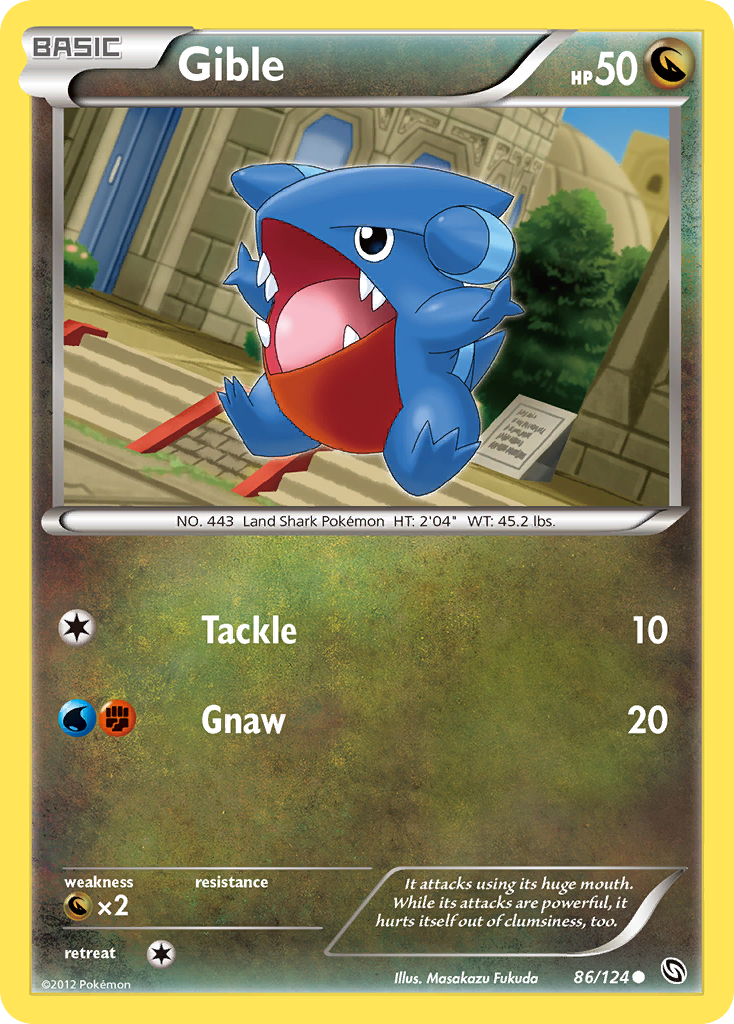 BASIC
Gible
HP 50
NO. 443 Land Shark Pokémon HT: 2'04" WT: 45.2 lbs.
Tackle 10
Gnaw 20
weakness resistance
×2
retreat
It attacks using its huge mouth.
While its attacks are powerful, it
hurts itself out of clumsiness, too.
©2012 Pokémon
Illus. Masakazu Fukuda 86/124